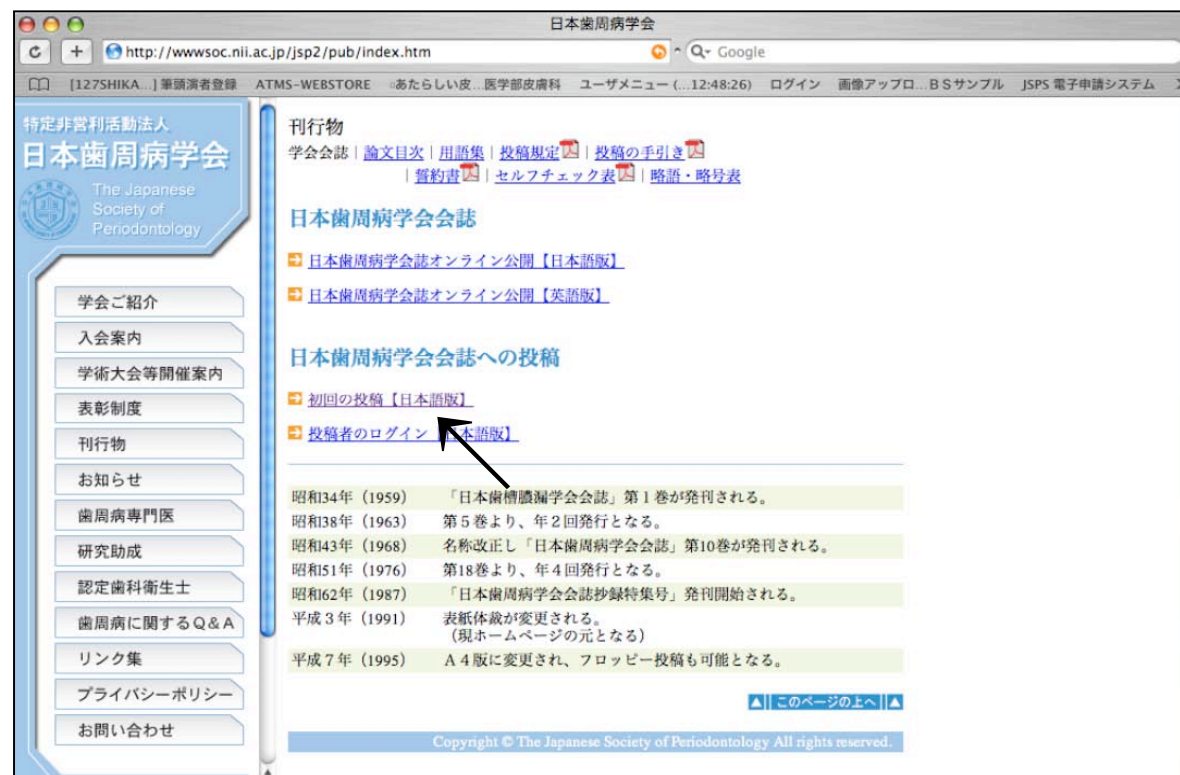 日本歯周病学会
http://wwwsoc.nii.ac.jp/jsp2/pub/index.htm
Google
[127SHIKA...] 筆頭演者登録 ATMS-WEBSTORE あたらしい皮...医学部皮膚科 ユーザメニュー (...12:48:26) ログイン 画像アップロ...ＢＳサンプル JSPS 電子申請システム
特定非営利活動法人
日本歯周病学会
The Japanese
Society of
Periodontology
学会ご紹介
入会案内
学術大会等開催案内
表彰制度
刊行物
お知らせ
歯周病専門医
研究助成
認定歯科衛生士
歯周病に関するＱ＆Ａ
リンク集
プライバシーポリシー
お問い合わせ
刊行物
学会会誌 | 論文目次 | 用語集 | 投稿規定 | 投稿の手引き
| 誓約書 | セルフチェック表 | 略語・略号表
日本歯周病学会会誌
日本歯周病学会誌オンライン公開【日本語版】
日本歯周病学会誌オンライン公開【英語版】
日本歯周病学会会誌への投稿
初回の投稿【日本語版】
投稿者のログイン【日本語版】
昭和34年（1959） 「日本歯槽膿漏学会会誌」第１巻が発刊される。
昭和38年（1963） 第５巻より、年２回発行となる。
昭和43年（1968） 名称改正し「日本歯周病学会会誌」第10巻が発刊される。
昭和51年（1976） 第18巻より、年４回発行となる。
昭和62年（1987） 「日本歯周病学会会誌抄録特集号」発刊開始される。
平成３年（1991） 表紙体裁が変更される。
（現ホームページの元となる）
平成７年（1995） Ａ４版に変更され、フロッピー投稿も可能となる。
このページの上へ
Copyright © The Japanese Society of Periodontology All rights reserved.